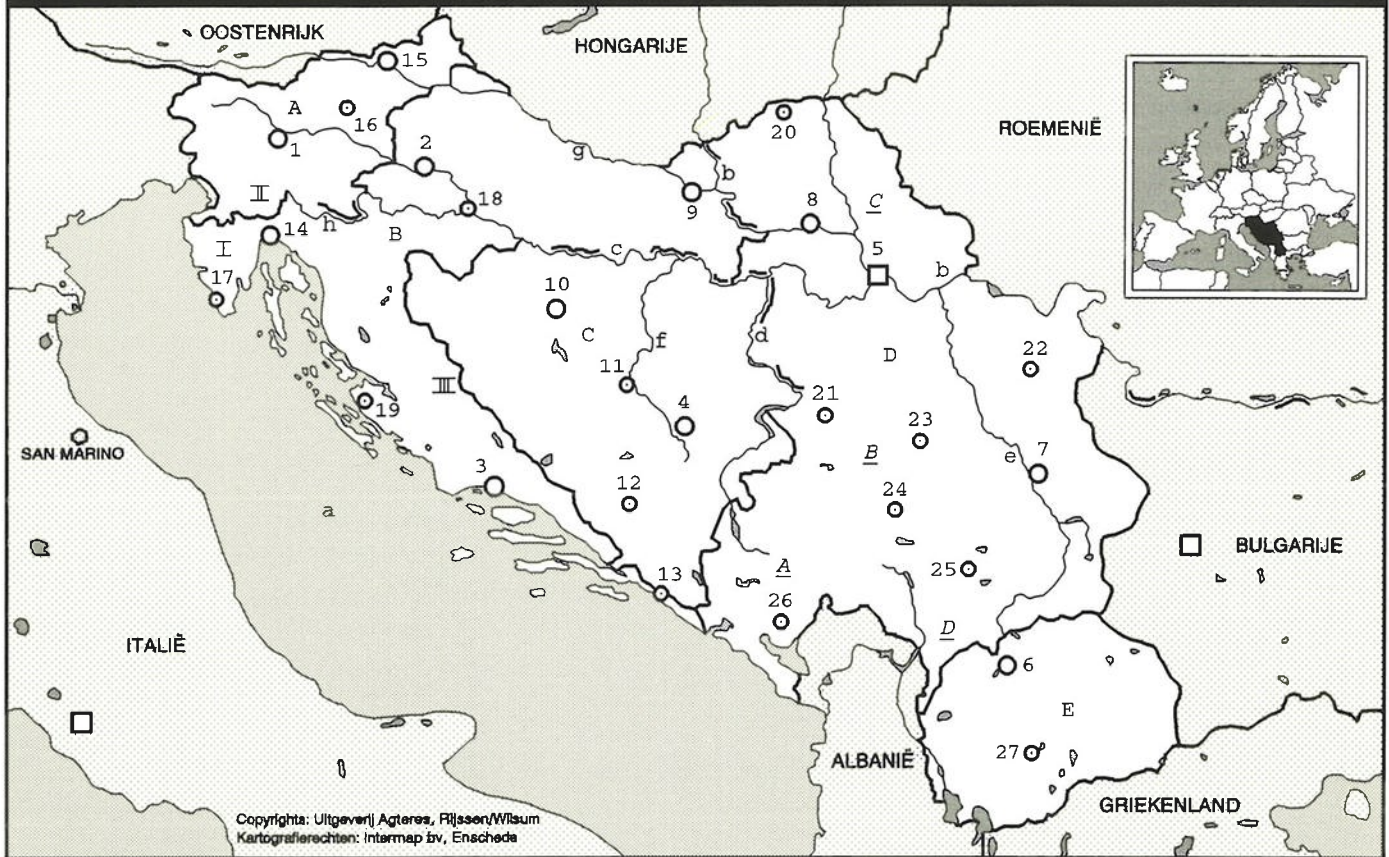 OOSTENRIJK
HONGARIJE
ROEMENIË
15
A
16
1
2
g
20
b
II
18
9
8
C
h
B
I
14
c
5
b
17
10
C
f
d
D
22
11
III
4
21
23
19
B
e
7
SAN MARINO
3
12
24
a
BULGARIJE
A
25
13
26
D
ITALIË
6
E
27
ALBANIË
GRIEKENLAND
Copyrights: Uitgeverij Agteres, Rijssen/Wilsum
Kartografierechten: Intermap bv, Enschede